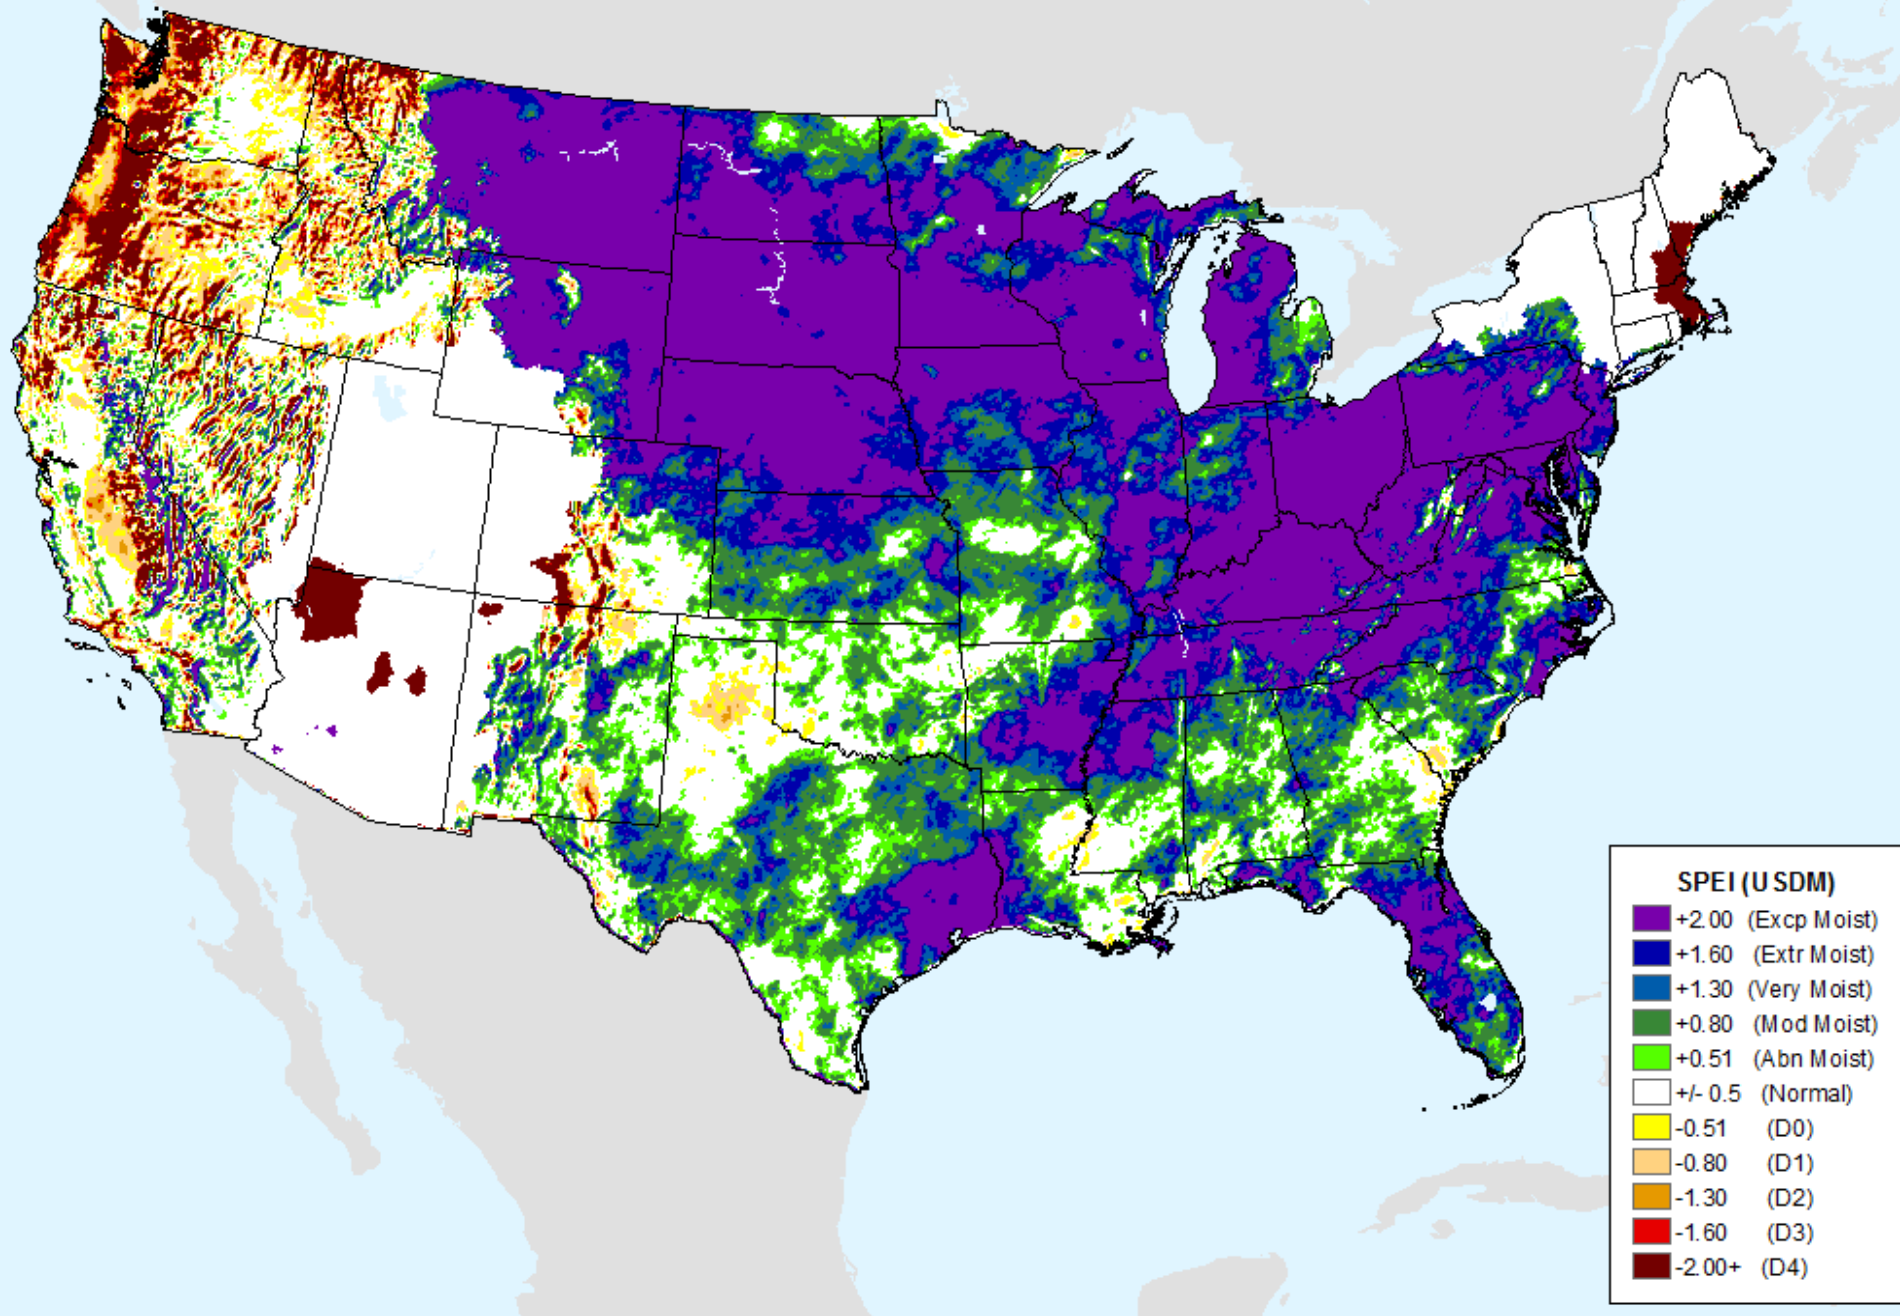 SPEI (USDM)
+2.00 (Excp Moist)
+1.60 (Extr Moist)
+1.30 (Very Moist)
+0.80 (Mod Moist)
+0.51 (Abn Moist)
+/- 0.5 (Normal)
-0.51 (D0)
-0.80 (D1)
-1.30 (D2)
-1.60 (D3)
-2.00+ (D4)